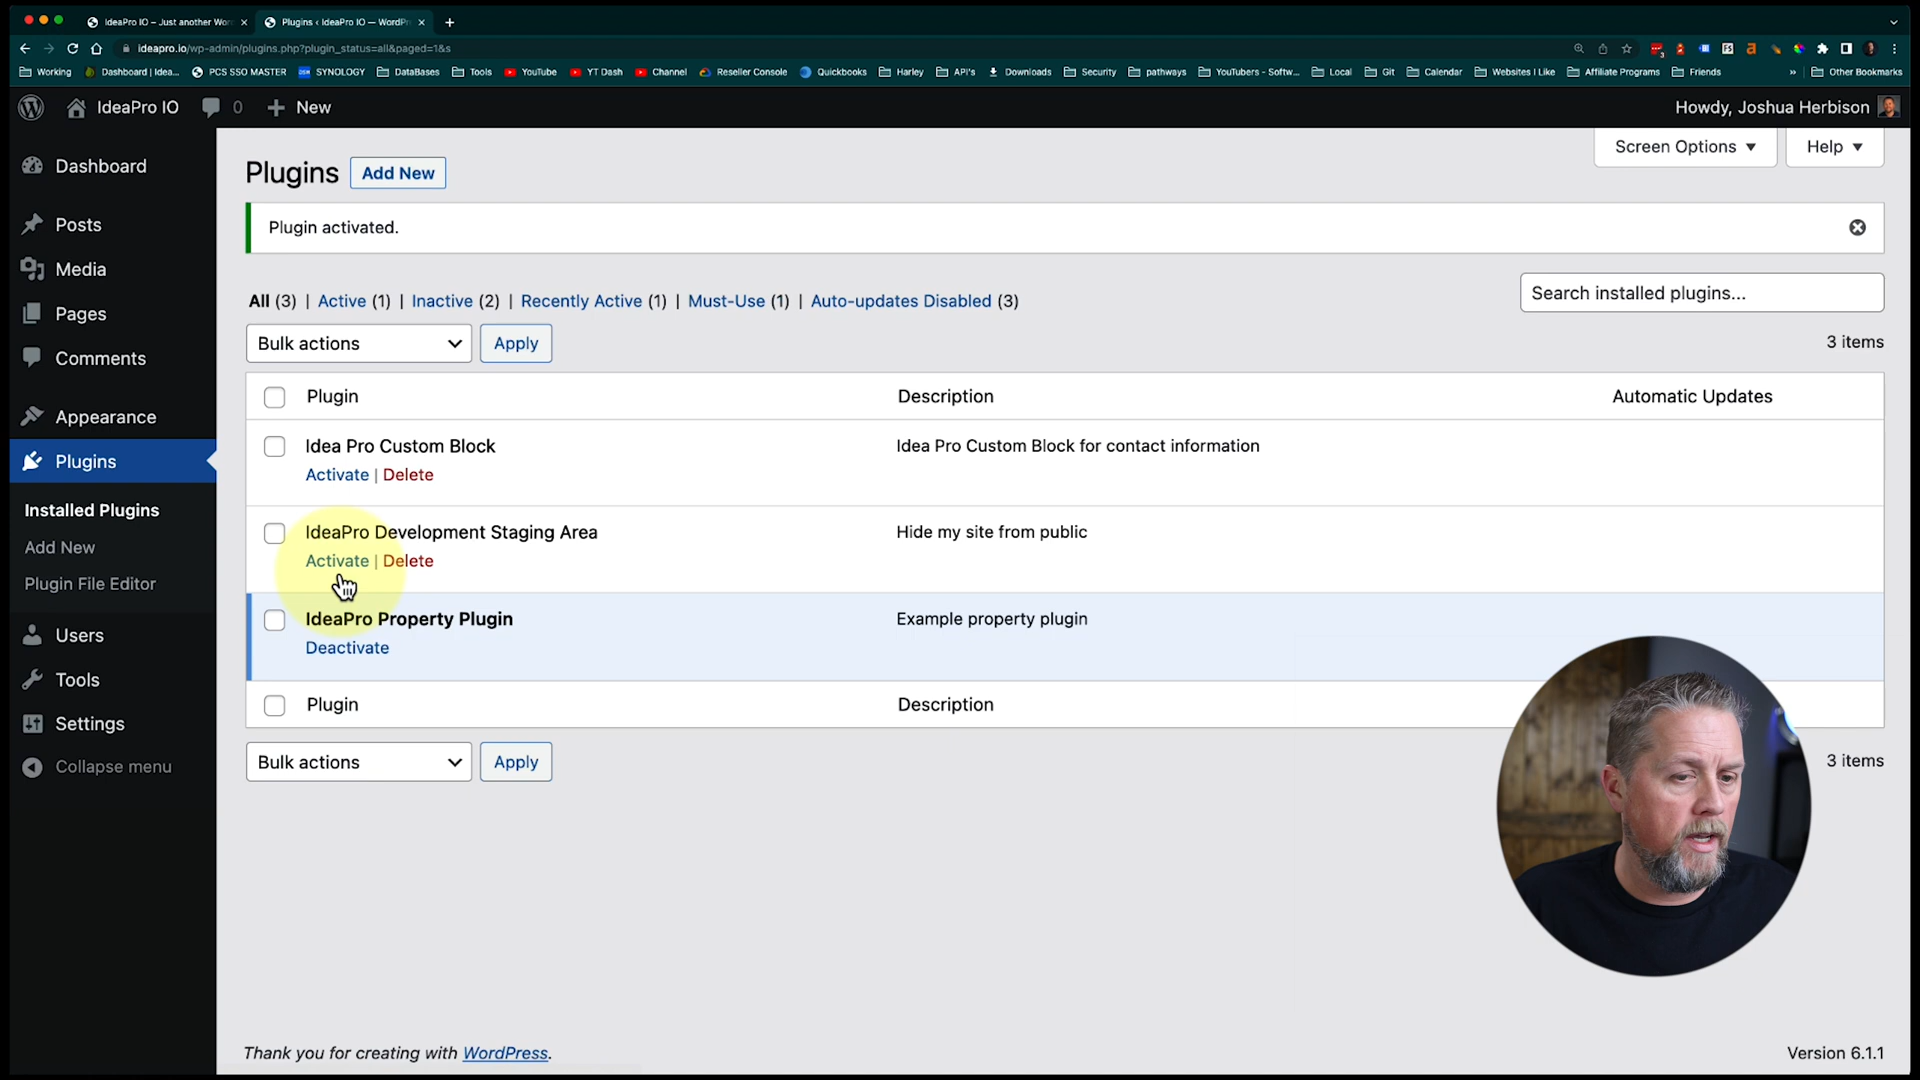 IdeaPro IO – Just another Wor
Plugins ‹ IdeaPro IO — WordPr
ideapro.io/wp-admin/plugins.php?plugin_status=all&paged=1&s
Working Dashboard | Idea... PCS SSO MASTER SYNOLOGY DataBases Tools YouTube YT Dash Channel Reseller Console Quickbooks Harley API's Downloads Security pathways YouTubers - Softw... Local Git Calendar Websites I Like Affiliate Programs Friends » Other Bookmarks
IdeaPro IO 0 + New Howdy, Joshua Herbison
Dashboard
Posts
Media
Pages
Comments
Appearance
Plugins
Installed Plugins
Add New
Plugin File Editor
Users
Tools
Settings
Collapse menu
Screen Options ▼ Help ▼
Plugins Add New
Plugin activated.
All (3) | Active (1) | Inactive (2) | Recently Active (1) | Must-Use (1) | Auto-updates Disabled (3)
Search installed plugins...
Bulk actions Apply 3 items
Plugin Description Automatic Updates
Idea Pro Custom Block Idea Pro Custom Block for contact information
Activate | Delete
IdeaPro Development Staging Area Hide my site from public
Activate | Delete
IdeaPro Property Plugin Example property plugin
Deactivate
Plugin Description
Bulk actions Apply 3 items
Thank you for creating with WordPress. Version 6.1.1